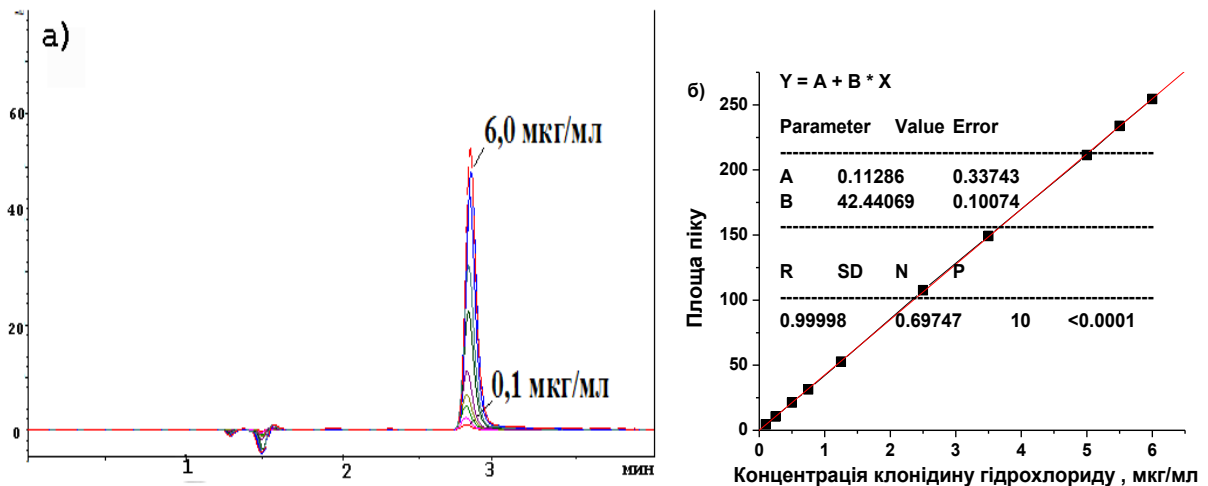 а)
60
40
20
0
1
2
3
мин
6,0 мкг/мл
0,1 мкг/мл
б)
Площа піку
250
200
150
100
50
0
Y = A + B * X
Parameter Value Error
A 0.11286 0.33743
B 42.44069 0.10074
R SD N P
0.99998 0.69747 10 <0.0001
0 1 2 3 4 5 6
Концентрація клонідину гідрохлориду , мкг/мл